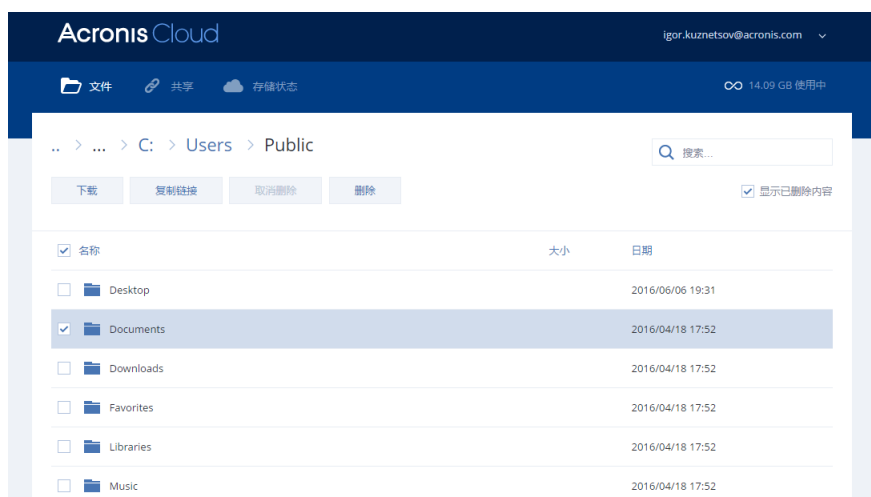 Acronis Cloud
igor.kuznetsov@acronis.com
文件 共享 存储状态 14.09 GB 使用中
.. > ... > C: > Users > Public
搜索...
下载 复制链接 取消删除 删除 显示已删除内容
名称 大小 日期
Desktop 2016/06/06 19:31
Documents 2016/04/18 17:52
Downloads 2016/04/18 17:52
Favorites 2016/04/18 17:52
Libraries 2016/04/18 17:52
Music 2016/04/18 17:52